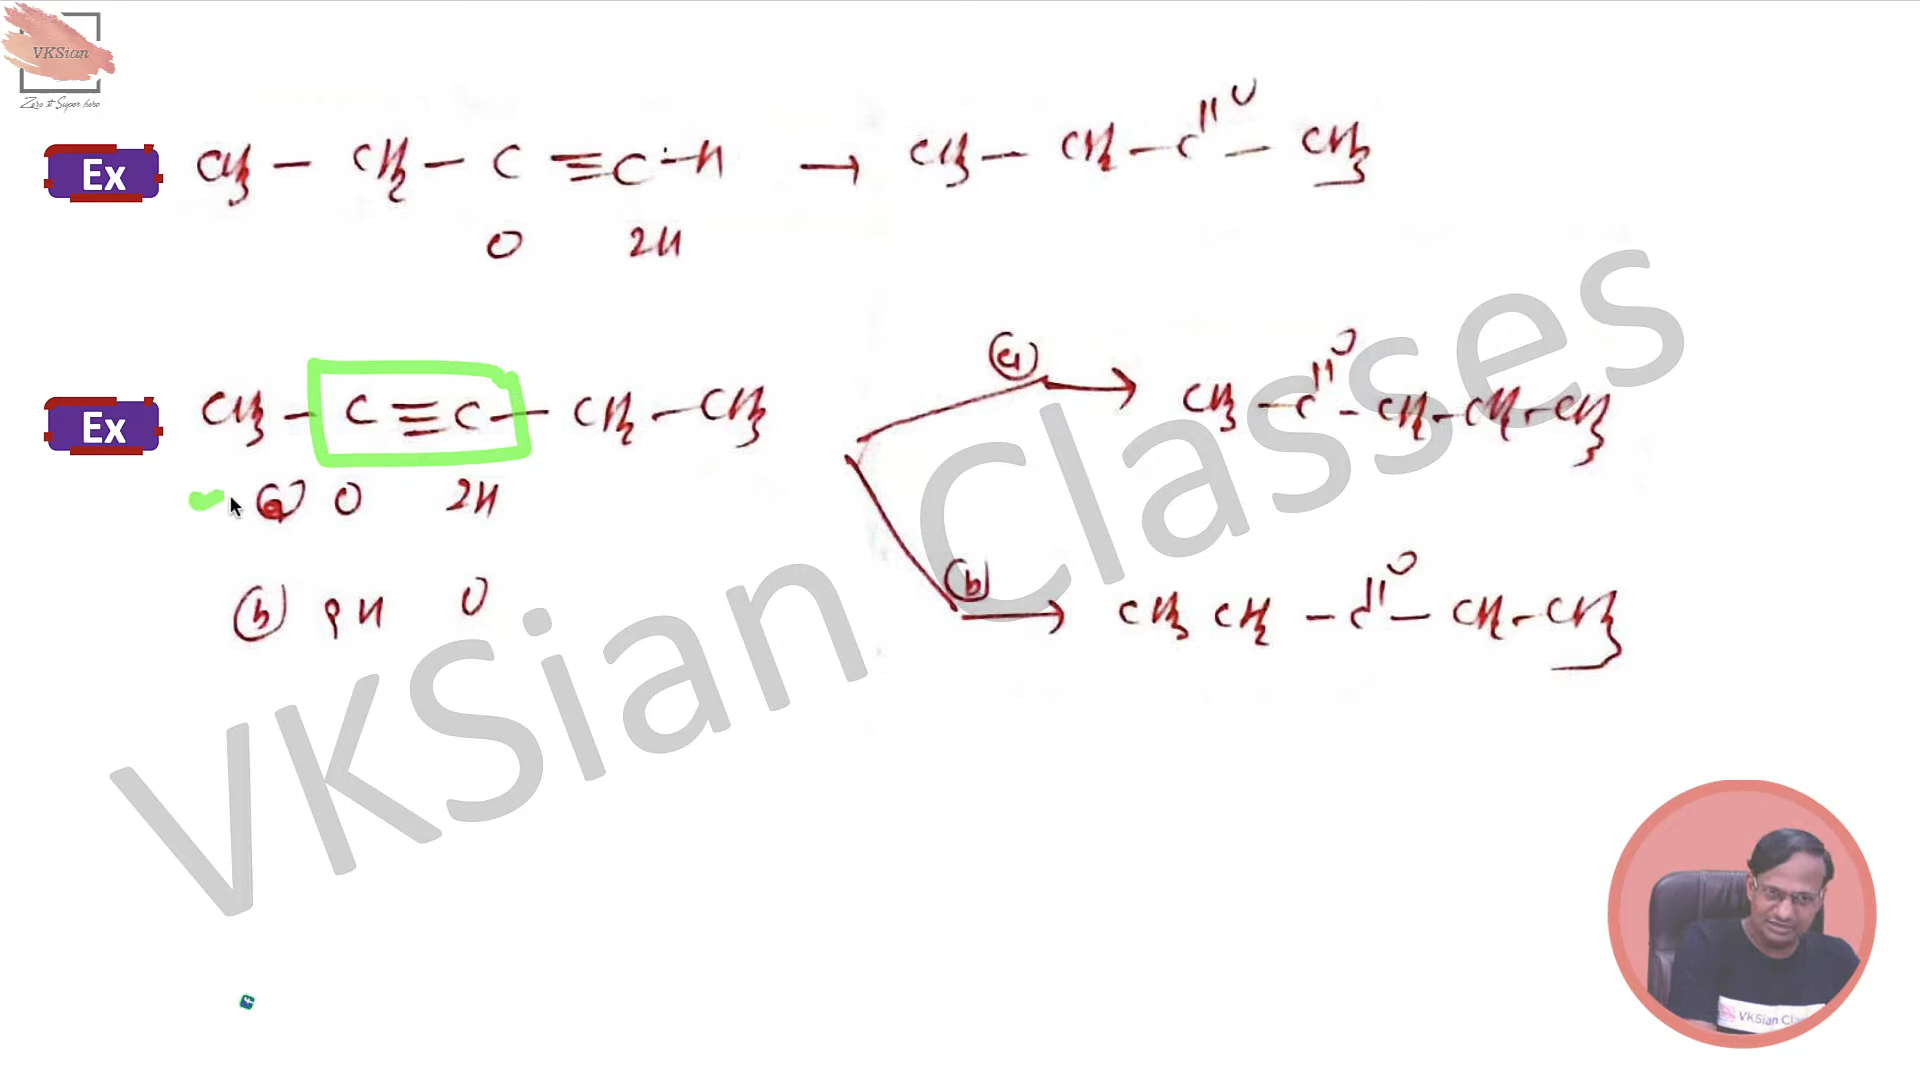 VKSian
Zero to Super hero
Ex CH3 — CH2 — C ≡ C — H → CH3 — CH2 — C — CH3
O
O 2H
Ex CH3 — C ≡ C — CH2 — CH3
(a) O 2H
(b) 2H O
(a) CH3 — C — CH2 — CH2 — CH3
O
(b) CH3 CH2 — C — CH2 — CH3
O
VKSian Classes
VKSian Cla